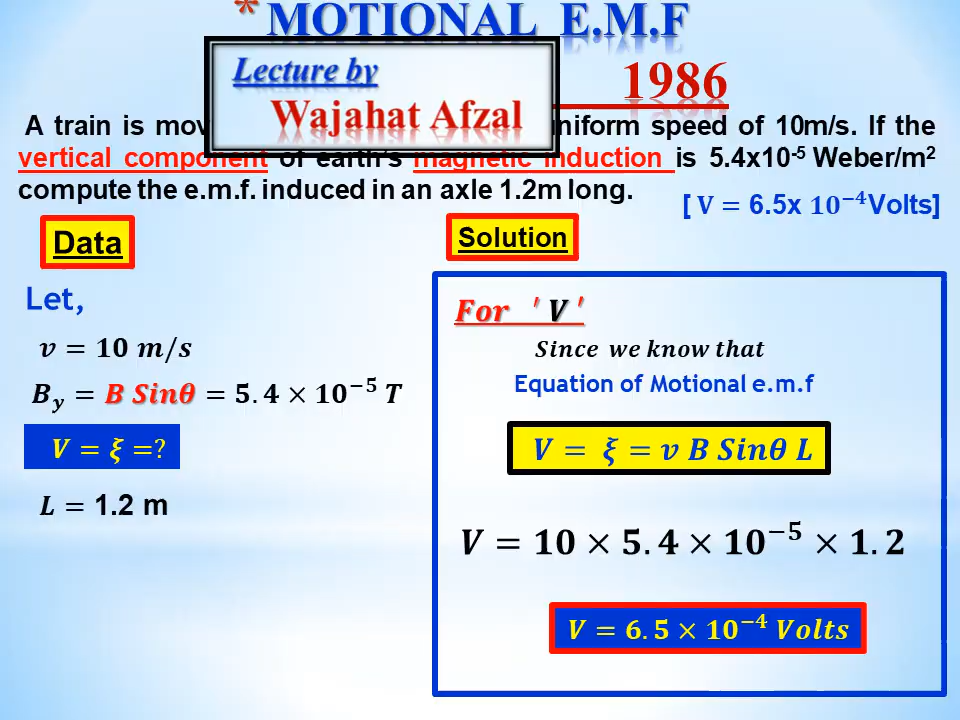 * MOTIONAL E.M.F
Lecture by
Wajahat Afzal
1986
A train is mov niform speed of 10m/s. If the
vertical component of earth's magnetic induction is 5.4x10⁻⁵ Weber/m²
compute the e.m.f. induced in an axle 1.2m long.
[ V = 6.5x 10⁻⁴Volts]
Data
Let,
v = 10 m/s
B_y = B Sinθ = 5.4 × 10⁻⁵ T
V = ξ =?
L = 1.2 m
Solution
For ′ V ′
Since we know that
Equation of Motional e.m.f
V = ξ = v B Sinθ L
V = 10 × 5.4 × 10⁻⁵ × 1.2
V = 6.5 × 10⁻⁴ Volts